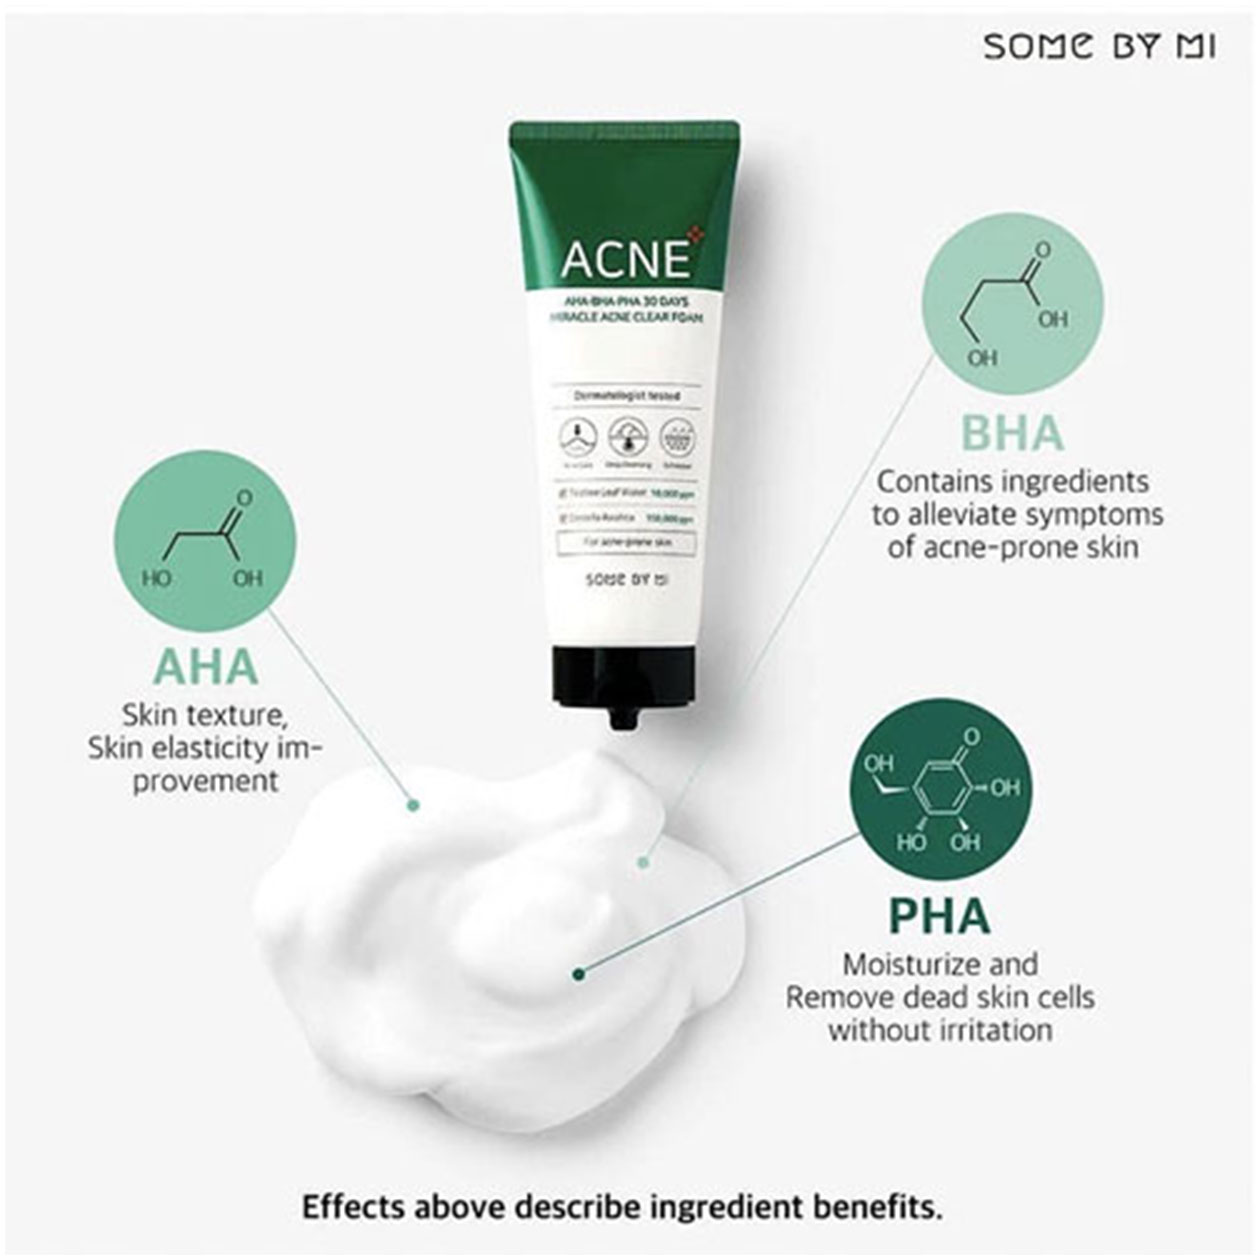 SOME BY MI
ACNE
AHA-BHA-PHA 30 DAYS
MIRACLE ACNE CLEAR FOAM
Dermatologist tested
10,000 ppm
For acne-prone skin
SOME BY MI
O
OH
OH
BHA
Contains ingredients
to alleviate symptoms
of acne-prone skin
O
HO
OH
AHA
Skin texture,
Skin elasticity im-
provement
O
OH
OH
HO
OH
PHA
Moisturize and
Remove dead skin cells
without irritation
Effects above describe ingredient benefits.